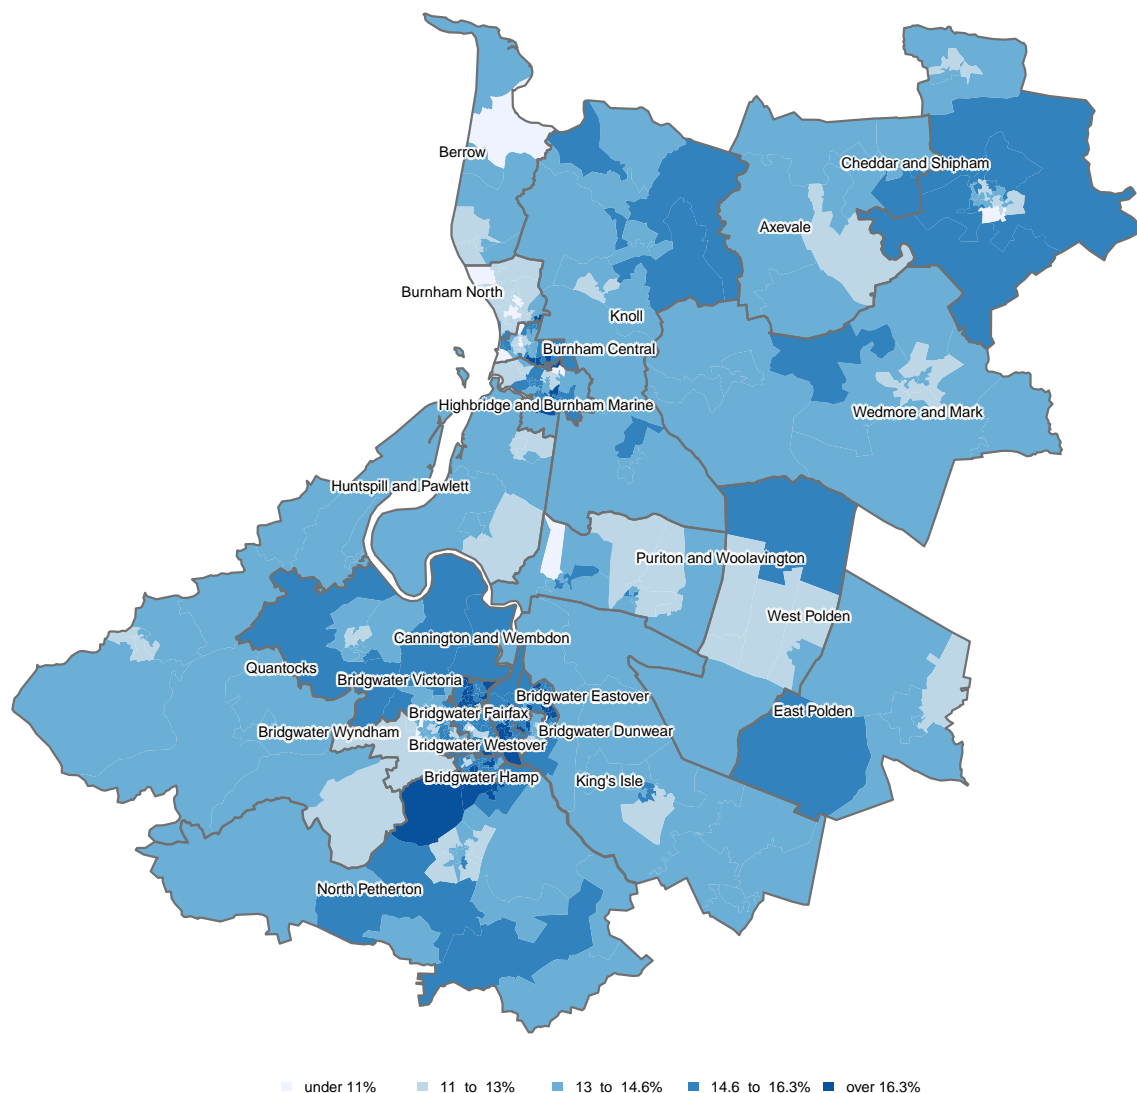 Berrow
Cheddar and Shipham
Axevale
Burnham North
Knoll
Burnham Central
Highbridge and Burnham Marine
Wedmore and Mark
Huntspill and Pawlett
Puriton and Woolavington
West Polden
Cannington and Wembdon
Quantocks
Bridgwater Victoria
Bridgwater Eastover
Bridgwater Fairfax
East Polden
Bridgwater Wyndham
Bridgwater Dunwear
Bridgwater Westover
Bridgwater Hamp
King's Isle
North Petherton
under 11% 11 to 13% 13 to 14.6% 14.6 to 16.3% over 16.3%